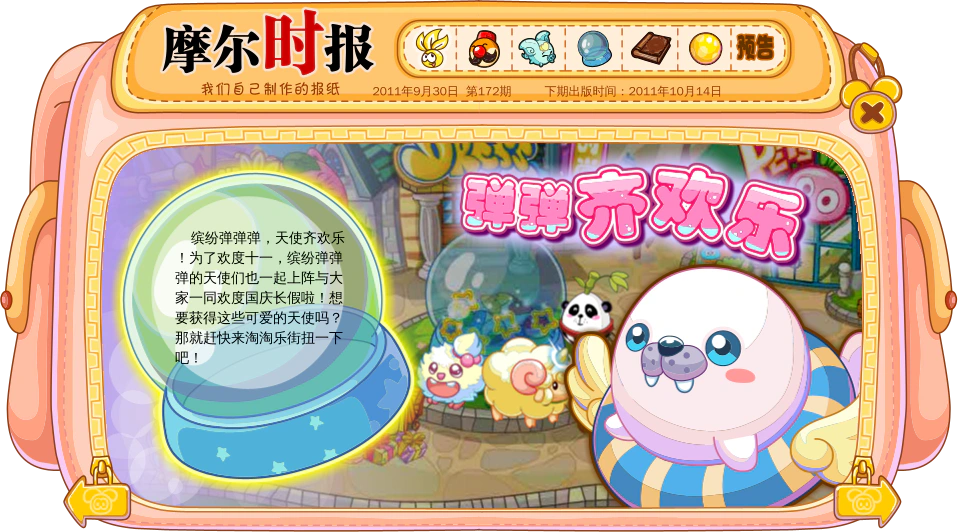 摩尔时报
预告
我们自己制作的报纸 2011年9月30日 第172期 下期出版时间：2011年10月14日
弹弹齐欢乐
缤纷弹弹弹，天使齐欢乐
！为了欢度十一，缤纷弹弹
弹的天使们也一起上阵与大
家一同欢度国庆长假啦！想
要获得这些可爱的天使吗？
那就赶快来淘淘乐街扭一下
吧！